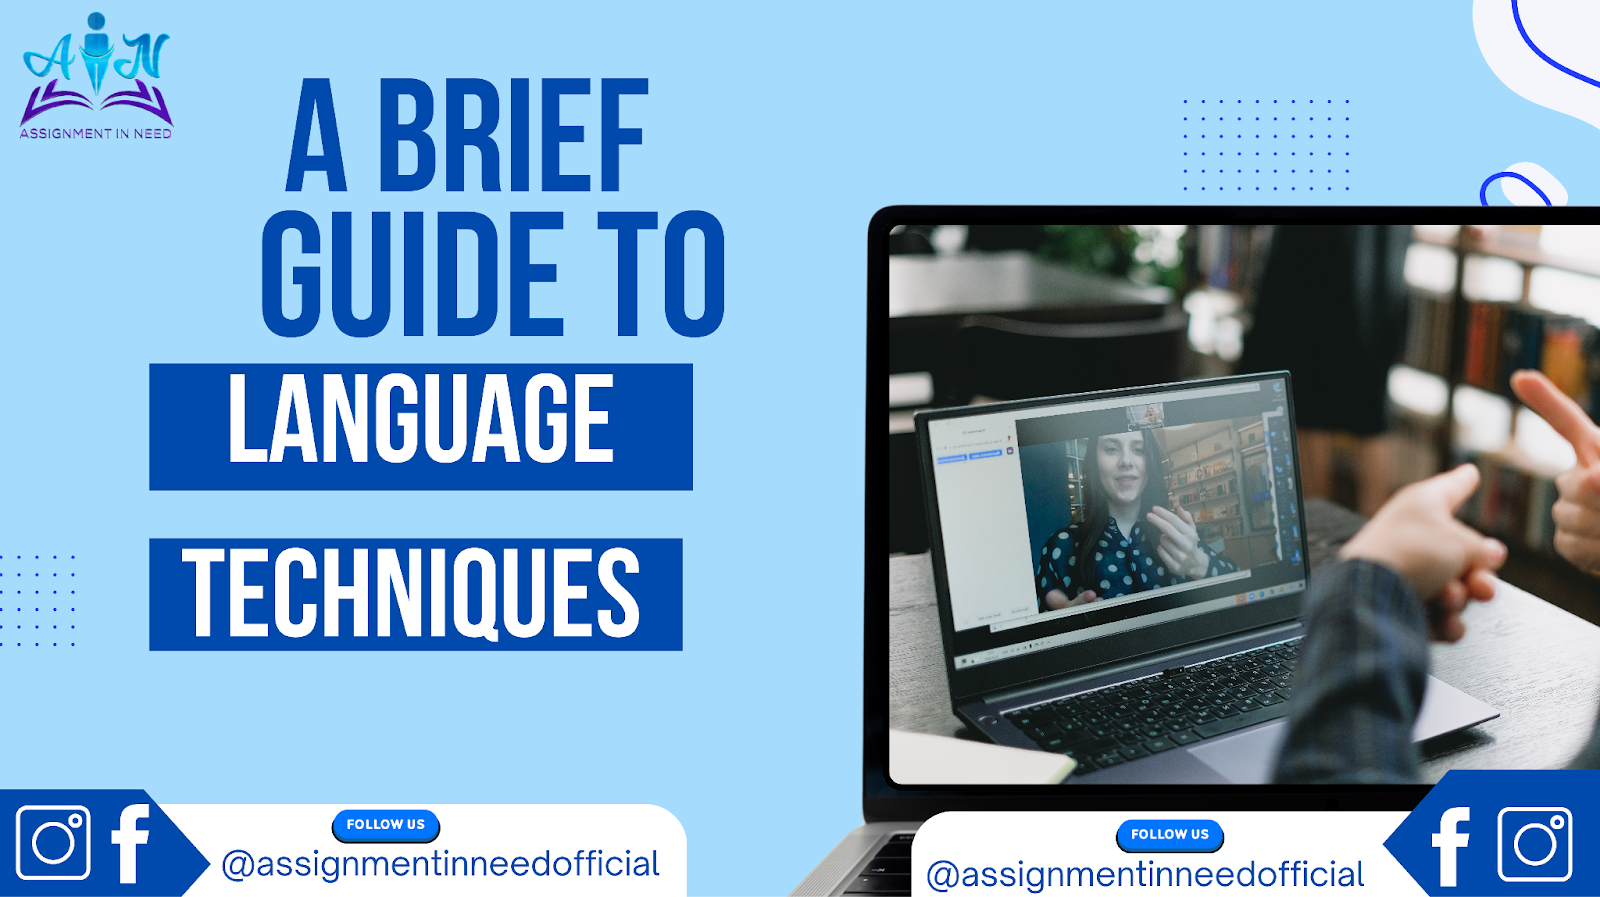 AIN
ASSIGNMENT IN NEED
A BRIEF
GUIDE TO
LANGUAGE
TECHNIQUES
FOLLOW US
@assignmentinneedofficial
FOLLOW US
@assignmentinneedofficial